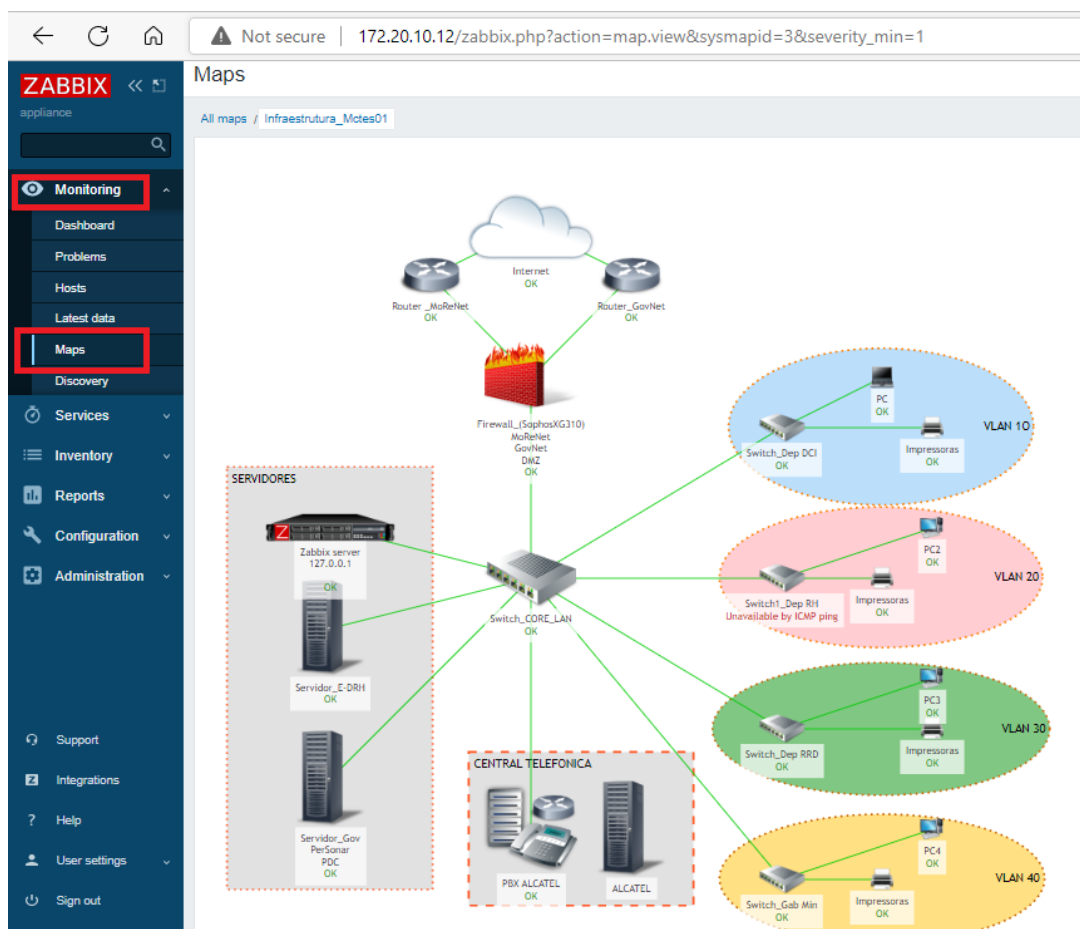 Not secure
172.20.10.12/zabbix.php?action=map.view&sysmapid=3&severity_min=1
ZABBIX
appliance
Monitoring
Dashboard
Problems
Hosts
Latest data
Maps
Discovery
Services
Inventory
Reports
Configuration
Administration
Support
Z Integrations
? Help
User settings
Sign out
Maps
All maps / Infraestrutura_Mctes01
Internet
OK
Router _MoReNet
OK
Router_GovNet
OK
Firewall_(SophosXG310)
MoReNet
GovNet
DMZ
OK
SERVIDORES
Z
Zabbix server
127.0.0.1
OK
Servidor_E-DRH
OK
Servidor_Gov
PerSonar
PDC
OK
Switch_CORE_LAN
OK
CENTRAL TELEFONICA
PBX ALCATEL
OK
ALCATEL
PC
OK
VLAN 10
Switch_Dep DCI
OK
Impressoras
OK
PC2
OK
VLAN 20
Switch1_Dep RH
Unavailable by ICMP ping
Impressoras
OK
PC3
OK
VLAN 30
Switch_Dep RRD
OK
Impressoras
OK
PC4
OK
VLAN 40
Switch_Gab Min
OK
Impressoras
OK